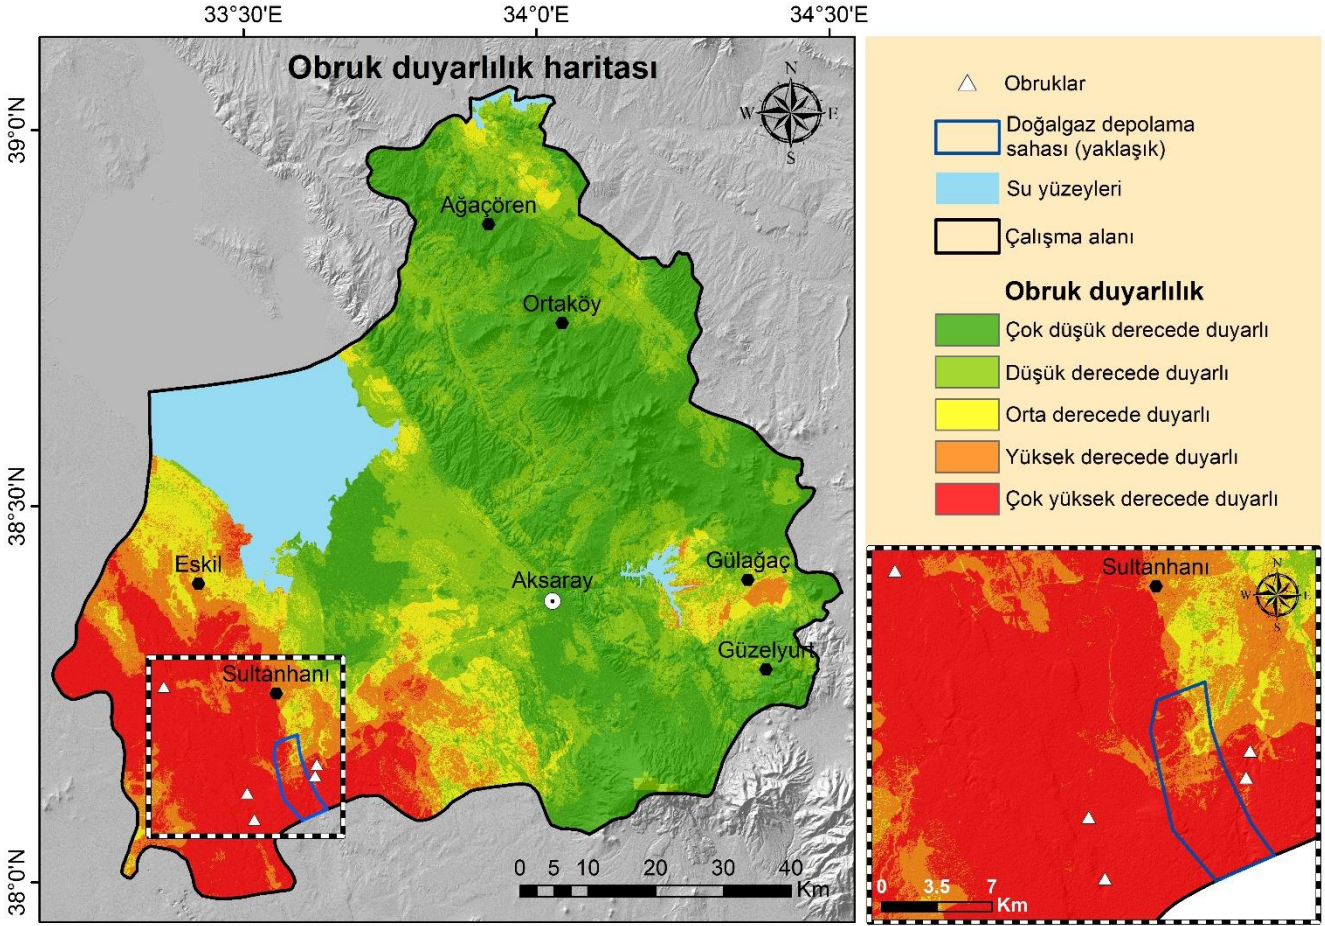 33°30'E
34°0'E
34°30'E
39°0'N
38°30'N
38°0'N
Obruk duyarlılık haritası
N
W
E
S
Ağaçören
Ortaköy
Eskil
Aksaray
Gülağaç
Güzelyurt
Sultanhanı
0 5 10 20 30 40
Km
Obruklar
Doğalgaz depolama
sahası (yaklaşık)
Su yüzeyleri
Çalışma alanı
Obruk duyarlılık
Çok düşük derecede duyarlı
Düşük derecede duyarlı
Orta derecede duyarlı
Yüksek derecede duyarlı
Çok yüksek derecede duyarlı
Sultanhanı
N
W
E
S
0 3.5 7
Km